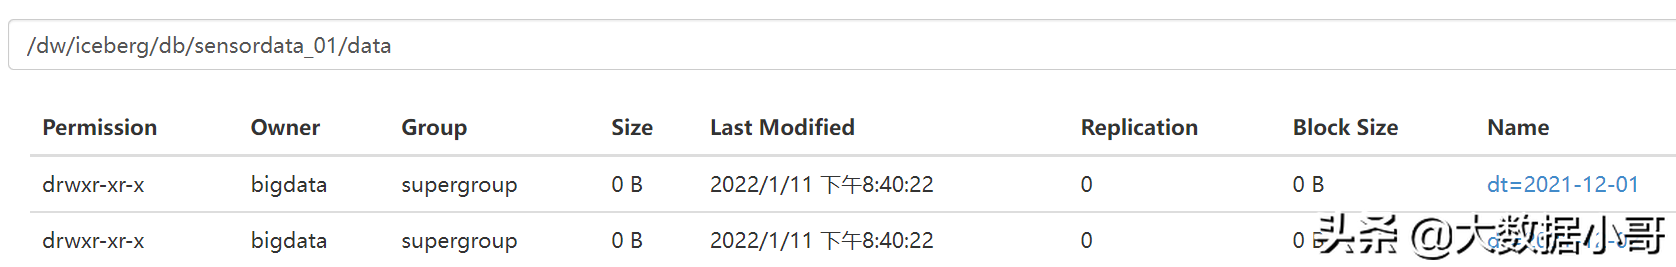 /dw/iceberg/db/sensordata_01/data
Permission Owner Group Size Last Modified Replication Block Size Name
drwxr-xr-x bigdata supergroup 0 B 2022/1/11 下午8:40:22 0 0 B dt=2021-12-01
drwxr-xr-x bigdata supergroup 0 B 2022/1/11 下午8:40:22 0 0 B
头条 @大数据小哥